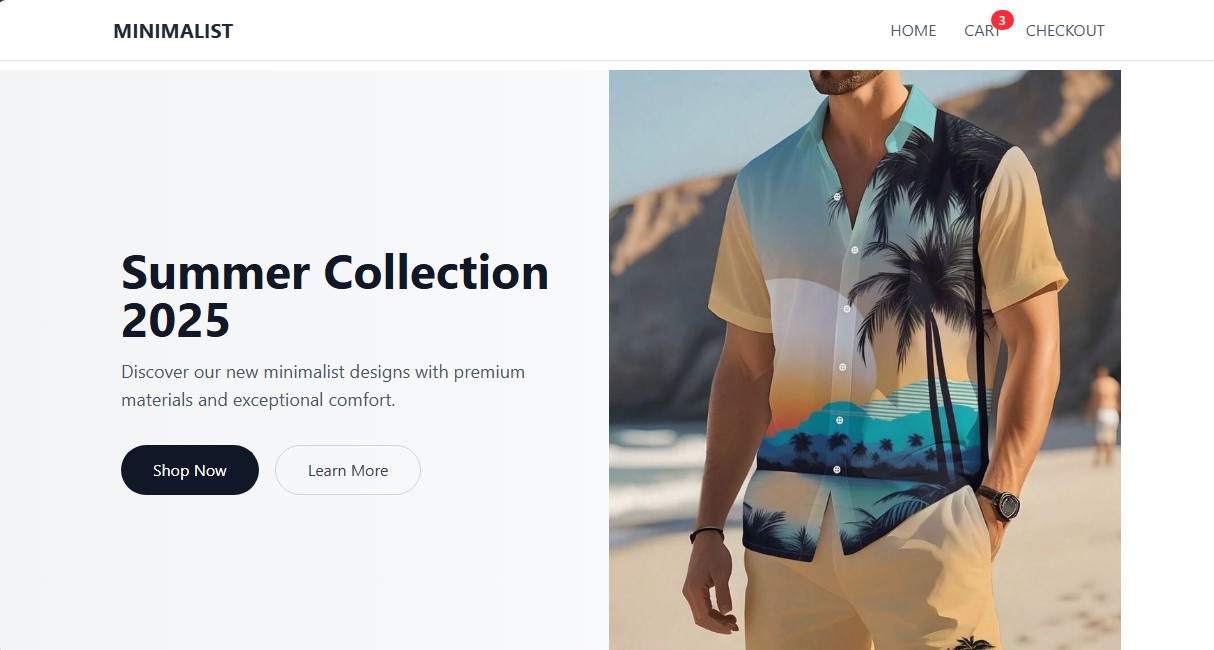 MINIMALIST
HOME CART 3 CHECKOUT
Summer Collection
2025
Discover our new minimalist designs with premium
materials and exceptional comfort.
Shop Now Learn More